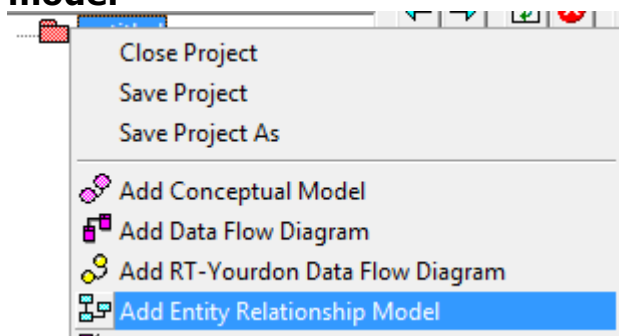 Close Project
Save Project
Save Project As
Add Conceptual Model
Add Data Flow Diagram
Add RT-Yourdon Data Flow Diagram
Add Entity Relationship Model